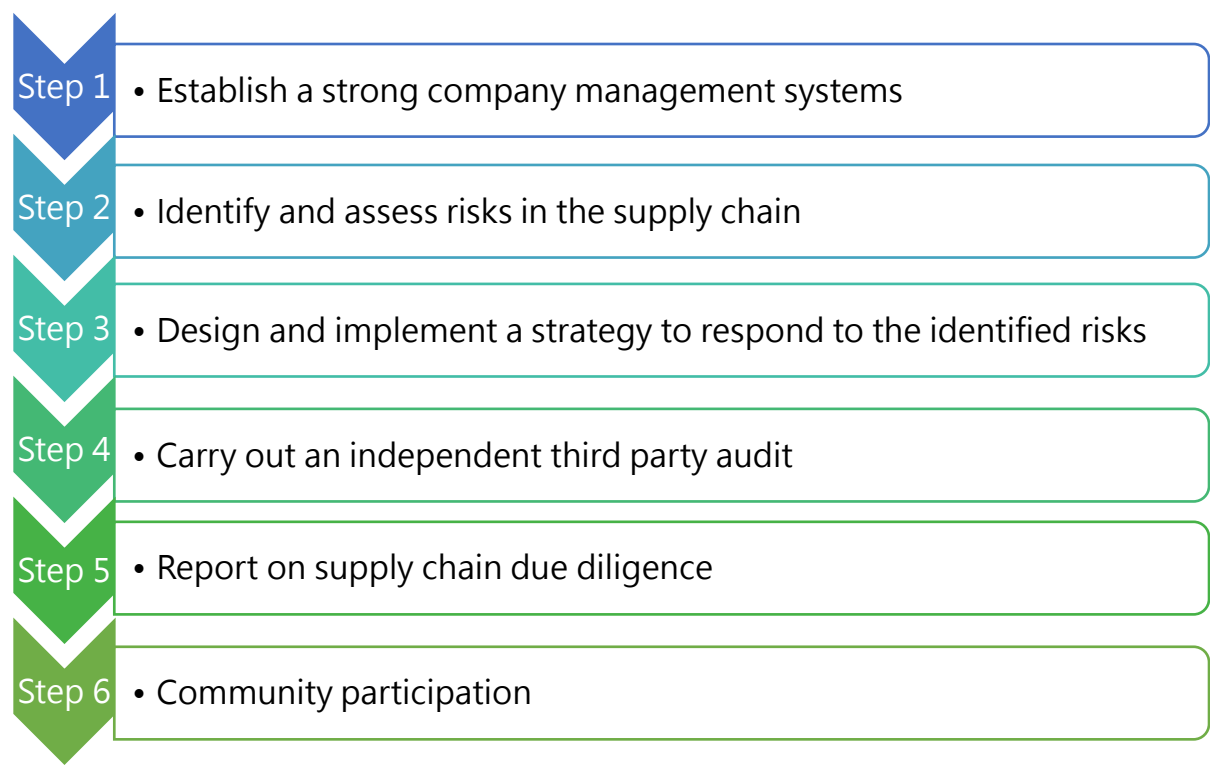 Step 1
• Establish a strong company management systems
Step 2
• Identify and assess risks in the supply chain
Step 3
• Design and implement a strategy to respond to the identified risks
Step 4
• Carry out an independent third party audit
Step 5
• Report on supply chain due diligence
Step 6
• Community participation